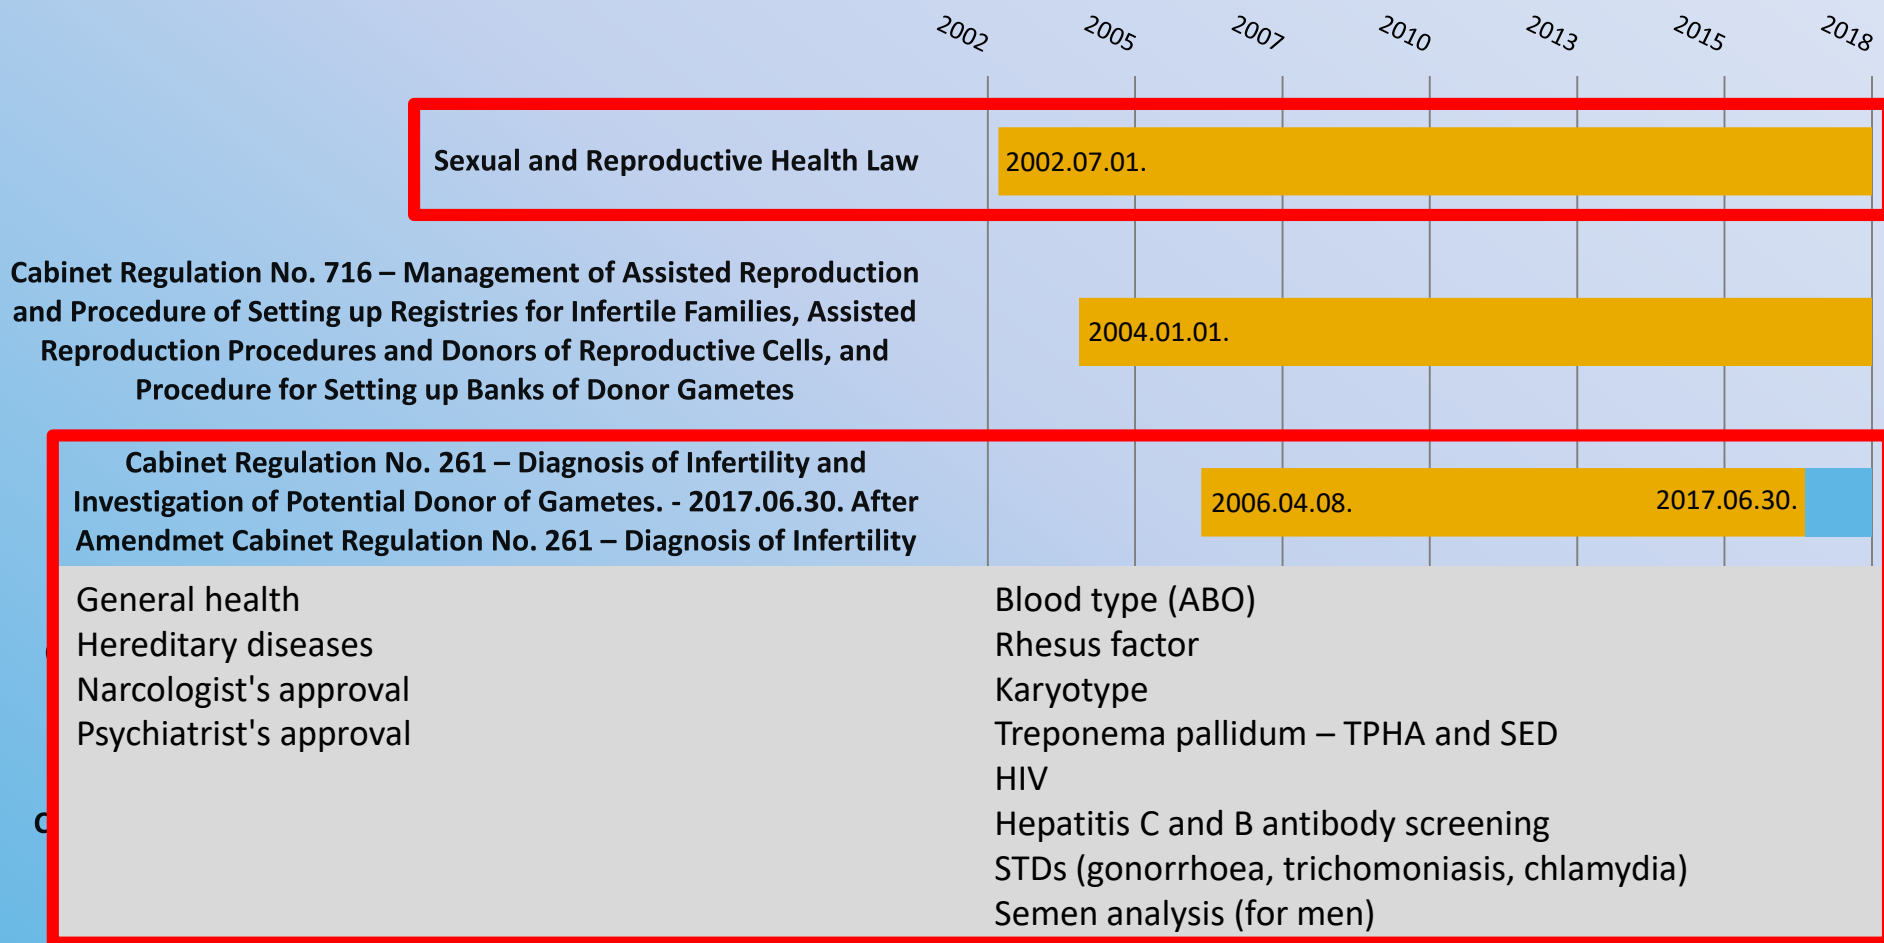 2002 2005 2007 2010 2013 2015 2018
Sexual and Reproductive Health Law
2002.07.01.
Cabinet Regulation No. 716 – Management of Assisted Reproduction
and Procedure of Setting up Registries for Infertile Families, Assisted
Reproduction Procedures and Donors of Reproductive Cells, and
Procedure for Setting up Banks of Donor Gametes
2004.01.01.
Cabinet Regulation No. 261 – Diagnosis of Infertility and
Investigation of Potential Donor of Gametes. - 2017.06.30. After
Amendmet Cabinet Regulation No. 261 – Diagnosis of Infertility
2006.04.08. 2017.06.30.
General health
Hereditary diseases
Narcologist's approval
Psychiatrist's approval
Blood type (ABO)
Rhesus factor
Karyotype
Treponema pallidum – TPHA and SED
HIV
Hepatitis C and B antibody screening
STDs (gonorrhoea, trichomoniasis, chlamydia)
Semen analysis (for men)